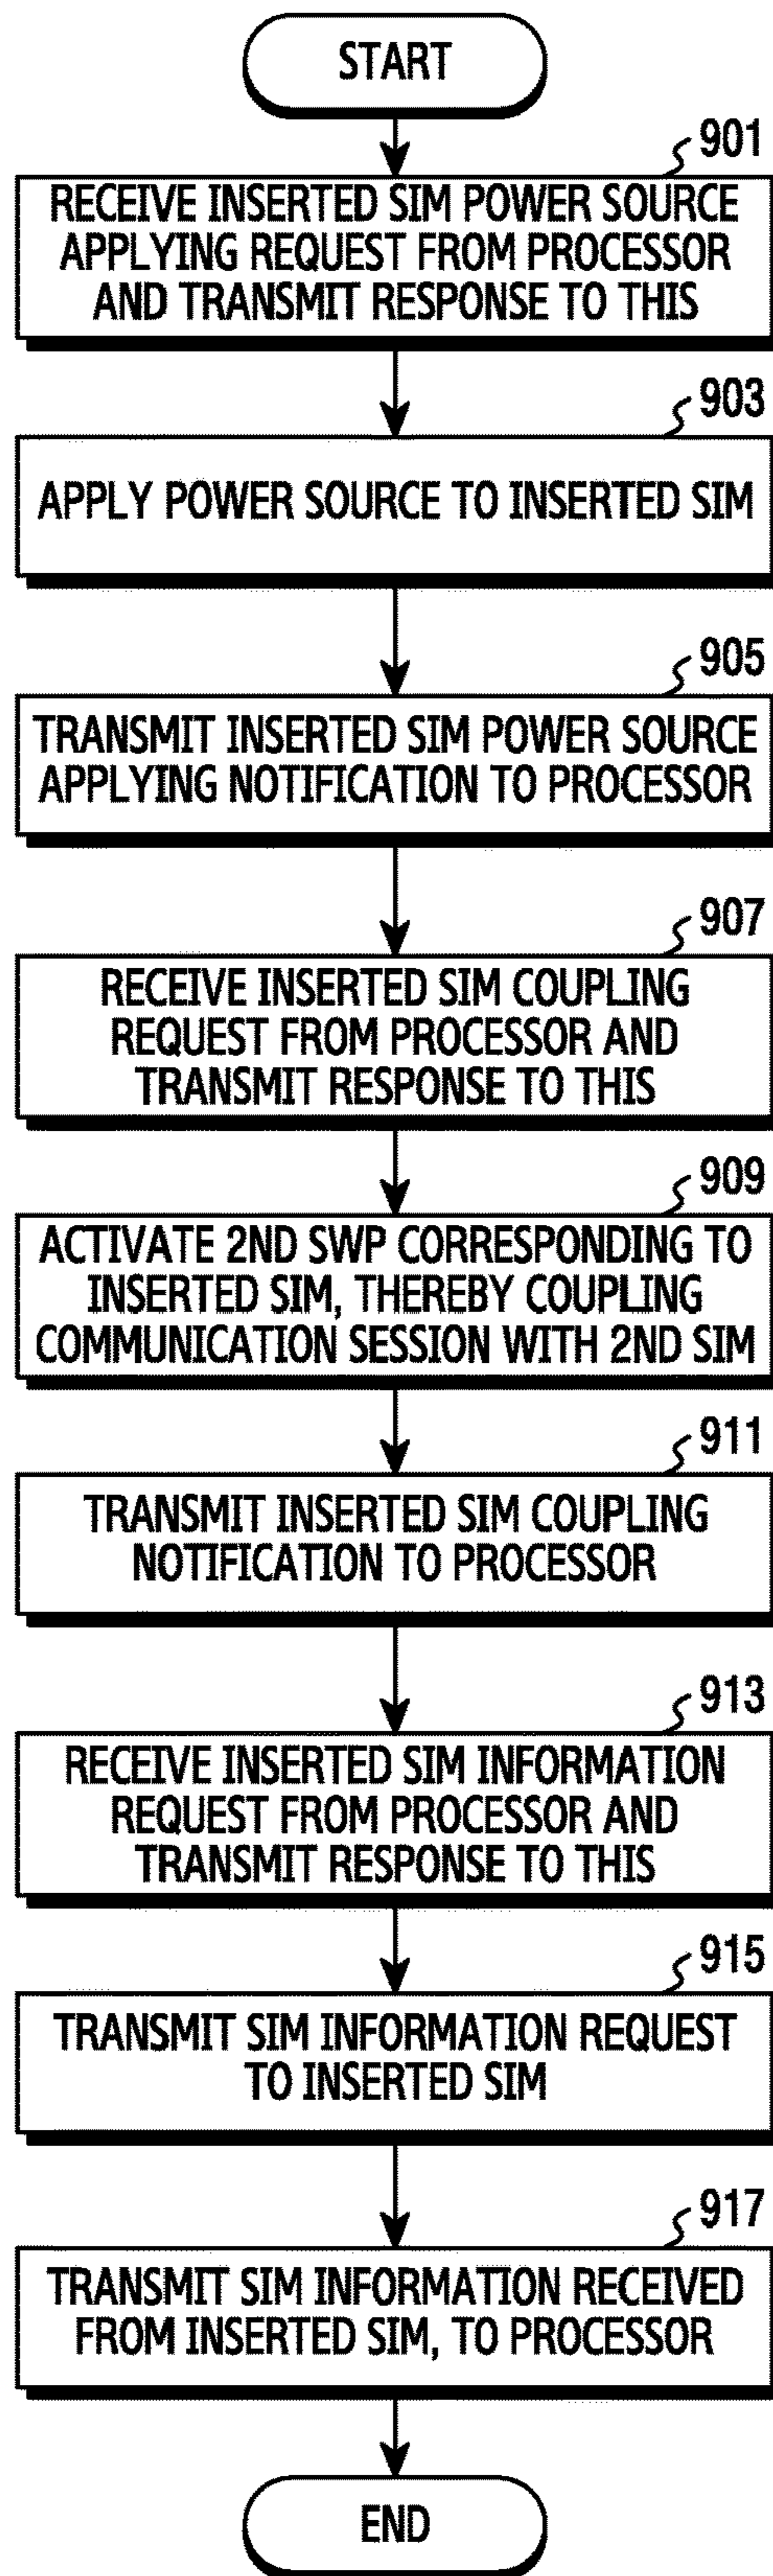 START
901
RECEIVE INSERTED SIM POWER SOURCE
APPLYING REQUEST FROM PROCESSOR
AND TRANSMIT RESPONSE TO THIS
903
APPLY POWER SOURCE TO INSERTED SIM
905
TRANSMIT INSERTED SIM POWER SOURCE
APPLYING NOTIFICATION TO PROCESSOR
907
RECEIVE INSERTED SIM COUPLING
REQUEST FROM PROCESSOR AND
TRANSMIT RESPONSE TO THIS
909
ACTIVATE 2ND SWP CORRESPONDING TO
INSERTED SIM, THEREBY COUPLING
COMMUNICATION SESSION WITH 2ND SIM
911
TRANSMIT INSERTED SIM COUPLING
NOTIFICATION TO PROCESSOR
913
RECEIVE INSERTED SIM INFORMATION
REQUEST FROM PROCESSOR AND
TRANSMIT RESPONSE TO THIS
915
TRANSMIT SIM INFORMATION REQUEST
TO INSERTED SIM
917
TRANSMIT SIM INFORMATION RECEIVED
FROM INSERTED SIM, TO PROCESSOR
END